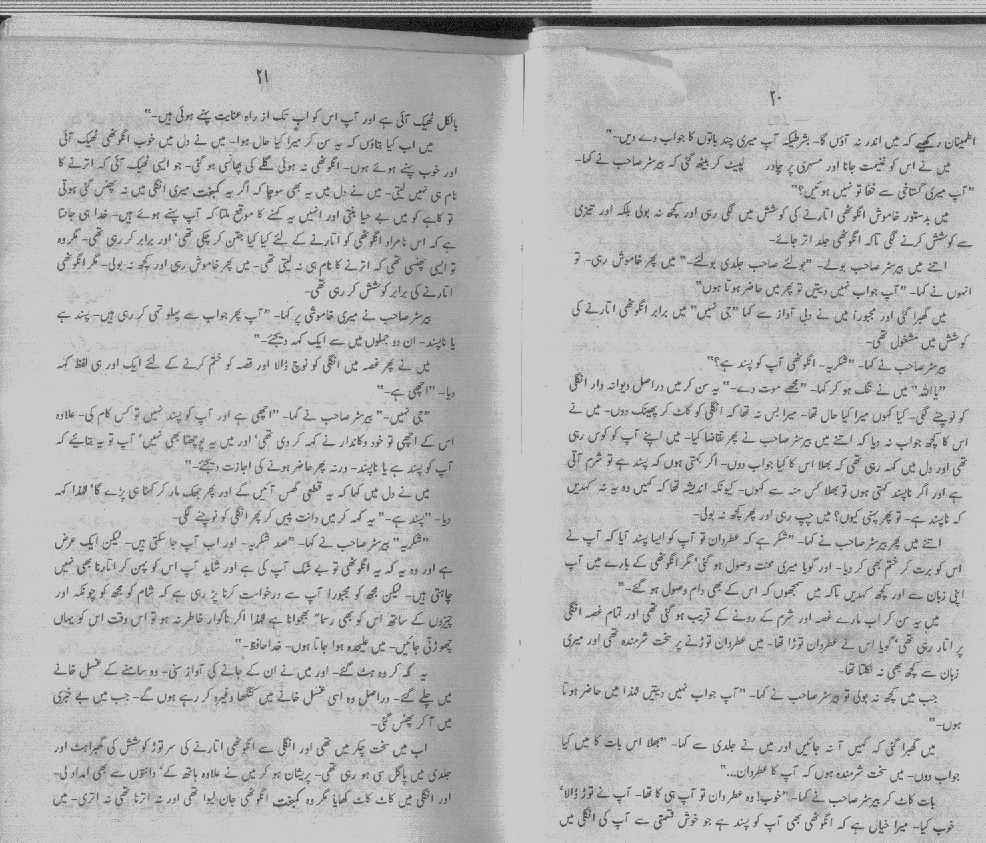 ۲۰
اطمینان رکھیے کہ میں اندر نہ آؤں گا۔ بشرطیکہ آپ میری چند باتوں کا جواب دے دیں۔"
میں نے اس کو غنیمت جانا اور مسہری پر چادر لپیٹ کر بیٹھ گئی کہ بیرسٹر صاحب نے کہا۔
"آپ میری گستاخی سے خفا تو نہیں ہوئیں؟"
میں بدستور خاموش انگوٹھی اتارنے کی کوشش میں لگی رہی اور کچھ نہ بولی بلکہ اور تیزی
سے کوشش کرنے لگی تاکہ انگوٹھی جلد اتر جائے۔
اتنے میں بیرسٹر صاحب بولے۔ "بولئے صاحب جلدی بولئے۔" میں پھر خاموش رہی۔ تو
انہوں نے کہا۔ "آپ جواب نہیں دیتیں تو پھر میں حاضر ہوتا ہوں"
میں گھبرا گئی اور مجبوراً میں نے دبی آواز سے کہا "جی نہیں" میں برابر انگوٹھی اتارنے کی
کوشش میں مشغول تھی۔
بیرسٹر صاحب نے کہا۔ "شکریہ۔ انگوٹھی آپ کو پسند ہے؟"
"یا اللہ" میں نے تنگ ہو کر کہا۔ "مجھے موت دے۔" یہ سن کر میں دراصل دیوانہ وار انگلی
کو نوچنے لگی۔ کیا کہوں میرا کیا حال تھا۔ میرا بس نہ تھا کہ انگلی کو کاٹ کر پھینک دوں۔ میں نے
اس کا کچھ جواب نہ دیا کہ اتنے میں بیرسٹر صاحب نے پھر تقاضا کیا۔ میں اپنے آپ کو کوس رہی
تھی اور دل میں کہہ رہی تھی کہ بھلا اس کا کیا جواب دوں۔ اگر کہتی ہوں کہ پسند ہے تو شرم آتی
ہے اور اگر ناپسند کہتی ہوں تو بھلا کس منہ سے کہوں۔ کیونکہ اندیشہ تھا کہ کہیں وہ یہ نہ کہدیں
کہ ناپسند ہے۔ تو پھر پہنی کیوں؟ میں چپ رہی اور پھر کچھ نہ بولی۔
اتنے میں پھر بیرسٹر صاحب نے کہا۔ "شکر ہے کہ عطردان تو آپ کو ایسا پسند آیا کہ آپ نے
اس کو برت کر ختم بھی کر دیا۔ اور گویا میری محنت وصول ہو گئی' مگر انگوٹھی کے بارے میں آپ
اپنی زبان سے اور کچھ کہدیں تاکہ میں سمجھوں کہ اس کے بھی دام وصول ہو گئے۔"
میں یہ سن کر اب مارے غصہ اور شرم کے رونے کے قریب ہو گئی تھی اور تمام غصہ انگلی
پر اتار رہی تھی' گویا اس نے عطردان توڑا تھا۔ میں عطردان توڑنے پر سخت شرمندہ تھی اور میری
زبان سے کچھ بھی نہ نکلتا تھا۔
جب میں کچھ نہ بولی تو بیرسٹر صاحب نے کہا۔ "آپ جواب نہیں دیتیں لہٰذا میں حاضر ہوتا
ہوں۔"
میں گھبرا گئی کہ کہیں آ نہ جائیں اور میں نے جلدی سے کہا۔ "بھلا اس بات کا میں کیا
جواب دوں۔ میں سخت شرمندہ ہوں کہ آپ کا عطردان...."
بات کاٹ کر بیرسٹر صاحب نے کہا۔ "خوب! وہ عطردان تو آپ ہی کا تھا۔ آپ نے توڑ ڈالا'
خوب کیا۔ میرا خیال ہے کہ انگوٹھی بھی آپ کو پسند ہے جو خوش قسمتی سے آپ کی انگلی میں
۲۱
بالکل ٹھیک آئی ہے اور آپ اس کو اب تک از راہ عنایت پہنے ہوئی ہیں۔"
میں اب کیا بتاؤں کہ یہ سن کر میرا کیا حال ہوا۔ میں نے دل میں خوب انگوٹھی ٹھیک آئی
اور خوب پہنے ہوئے ہوں۔ انگوٹھی نہ ہوئی گلے کی پھانسی ہو گئی۔ جو ایسی ٹھیک آئی کہ اترنے کا
نام ہی نہیں لیتی۔ میں نے دل میں یہ بھی سوچا کہ اگر یہ کمبخت میری انگلی میں نہ پھنس گئی ہوتی
تو کاہے کو میں بے حیا بنتی اور انہیں یہ کہنے کا موقع ملتا کہ آپ پہنے ہوئے ہیں۔ خدا ہی جانتا
ہے کہ اس نامراد انگوٹھی کو اتارنے کے لئے کیا کیا جتن کر چکی تھی' اور برابر کر رہی تھی۔ مگر وہ
تو ایسی پھنسی تھی کہ اترنے کا نام ہی نہ لیتی تھی۔ میں پھر خاموش رہی اور کچھ نہ بولی۔ مگر انگوٹھی
اتارنے کی برابر کوشش کر رہی تھی۔
بیرسٹر صاحب نے میری خاموشی پر کہا۔ "آپ پھر جواب سے پہلو تہی کر رہی ہیں۔ پسند ہے
یا ناپسند۔ ان دو جملوں میں سے ایک کہہ دیجئے۔"
میں نے پھر غصہ میں انگلی کو نوچ ڈالا اور قصہ کو ختم کرنے کے لئے ایک اور ہی لفظ کہہ
دیا۔ "اچھی ہے۔"
"جی نہیں۔" بیرسٹر صاحب نے کہا۔ "اچھی ہے اور آپ کو پسند نہیں تو کس کام کی۔ علاوہ
اس کے اچھی تو خود دکاندار نے کہہ کر دی تھی' اور میں یہ پوچھتا بھی نہیں' آپ تو یہ بتائیے کہ
آپ کو پسند ہے یا ناپسند۔ ورنہ پھر حاضر ہونے کی اجازت دیجئے۔"
میں نے دل میں کہا کہ یہ قطعی گھس آئیں گے اور پھر جھک مار کر کہنا ہی پڑے گا' لہٰذا کہہ
دیا۔ "پسند ہے۔" یہ کہہ کر میں دانت پیس کر پھر انگلی کو نوچنے لگی۔
"شکریہ" بیرسٹر صاحب نے کہا۔ "صد شکریہ۔ اور اب آپ جا سکتی ہیں۔ لیکن ایک عرض
ہے اور وہ یہ کہ یہ انگوٹھی تو بے شک آپ کی ہے اور شاید آپ اس کو پہن کر اتارنا بھی نہیں
چاہتی ہیں۔ لیکن مجھ کو مجبوراً آپ سے درخواست کرنا پڑ رہی ہے کہ شام کو مجھ کو چونکہ اور
چیزوں کے ساتھ اس کو بھی رسماً بھجوانا ہے لہٰذا اگر ناگوار خاطر نہ ہو تو اس وقت اس کو یہاں
چھوڑتی جائیں۔ میں علیحدہ ہوا جاتا ہوں۔ خدا حافظ۔"
یہ کہہ کر وہ ہٹ گئے۔ اور میں نے ان کے جانے کی آواز سنی۔ وہ سامنے کے غسل خانے
میں چلے گئے۔ دراصل وہ اسی غسل خانے میں کنگھا وغیرہ کر رہے ہوں گے۔ جب میں بے خبری
میں آ کر پھنس گئی۔
اب میں سخت چکر میں تھی اور انگلی سے انگوٹھی اتارنے کی سر توڑ کوشش کی گھبراہٹ اور
جلدی میں پاگل سی ہو رہی تھی۔ پریشان ہو کر میں نے علاوہ ہاتھ کے' دانتوں سے بھی امداد لی۔
اور انگلی میں کاٹ کاٹ کھایا مگر وہ کمبخت انگوٹھی جان لیوا تھی اور نہ اترنا تھی نہ اتری۔ میں